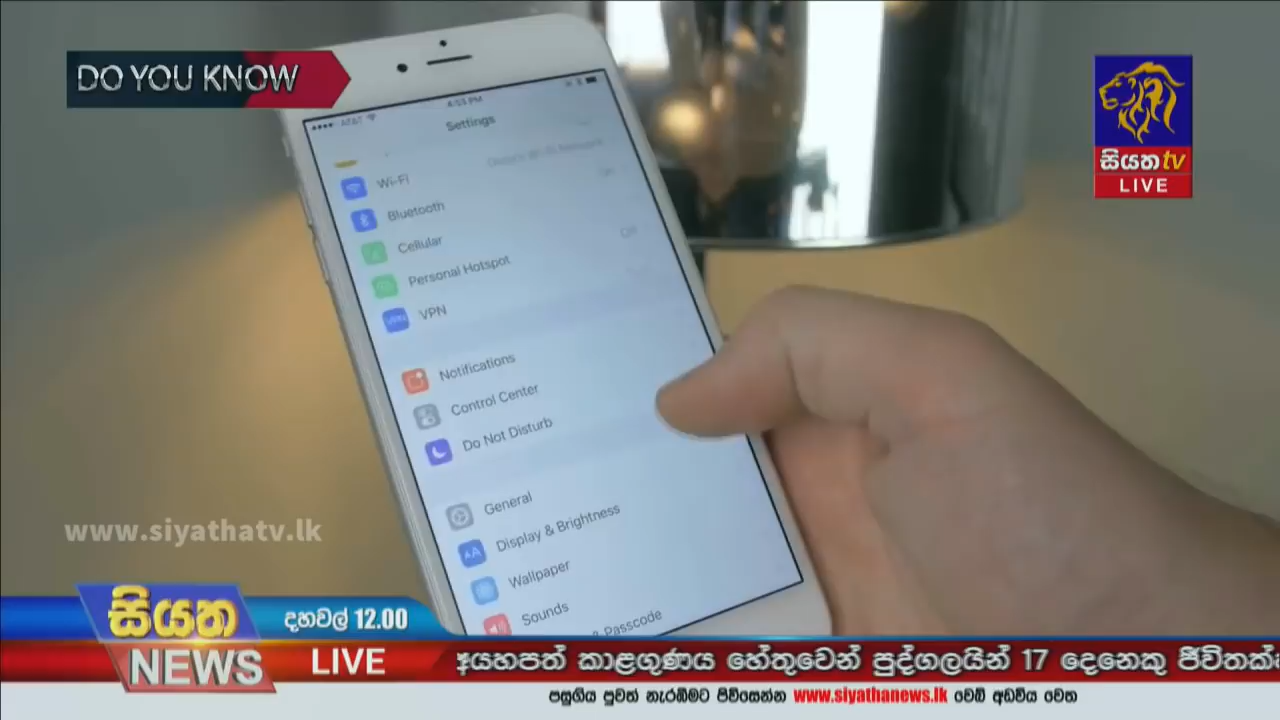 DO YOU KNOW
සියත tv
LIVE
AT&T
4:53 PM
Settings
Wi-Fi
Bluetooth
Cellular
Personal Hotspot
Off
VPN
Notifications
Control Center
Do Not Disturb
General
Display & Brightness
Wallpaper
Sounds
& Passcode
www.siyathatv.lk
සියත
NEWS
දහවල් 12.00
LIVE
අයහපත් කාළගුණය හේතුවෙන් පුද්ගලයින් 17 දෙනෙකු
පසුගිය පුවත් නැරඹීමට පිවිසෙන්න www.siyathanews.lk වෙබ් අඩවිය වෙත